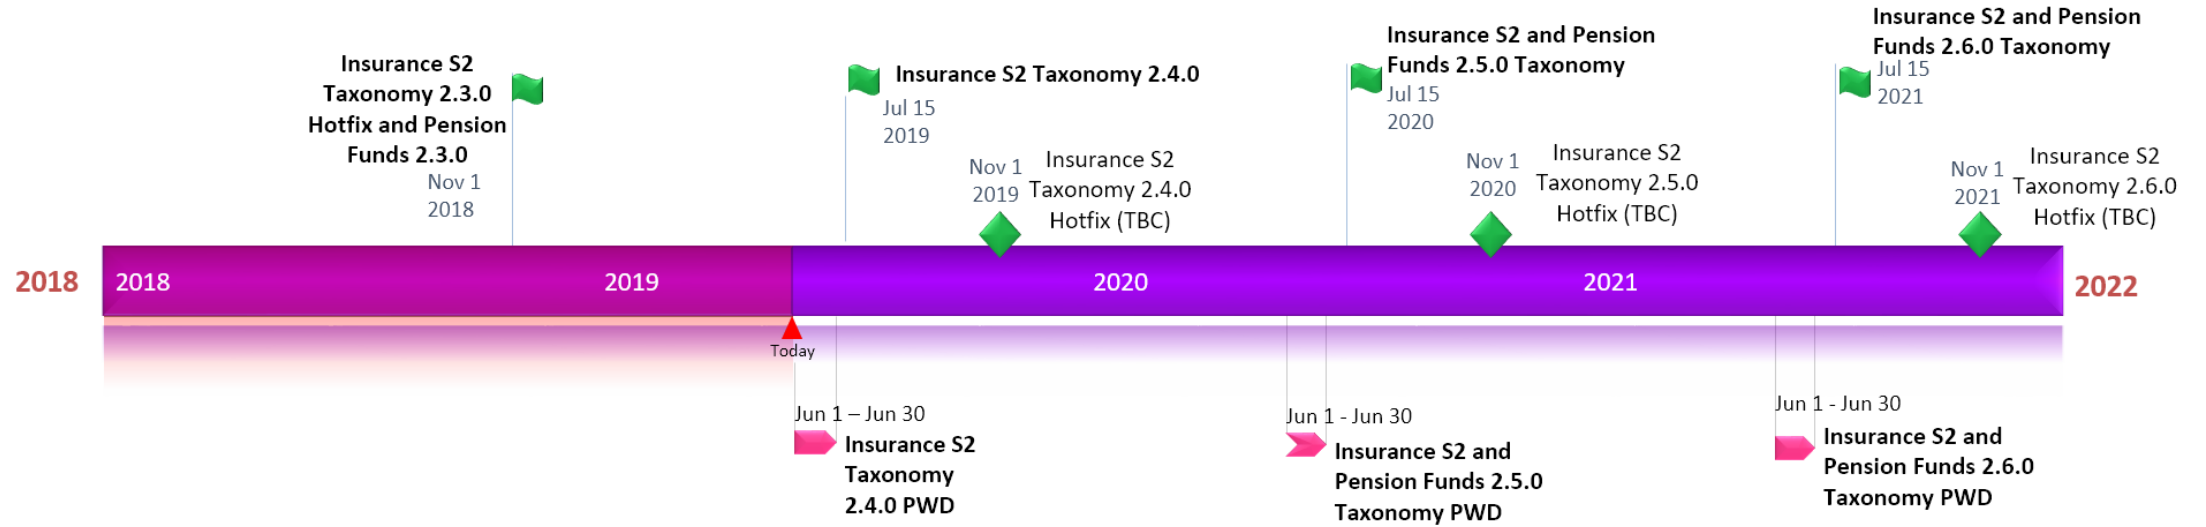 Insurance S2
Taxonomy 2.3.0
Hotfix and Pension
Funds 2.3.0
Nov 1
2018
Insurance S2 Taxonomy 2.4.0
Jul 15
2019
Nov 1
2019
Insurance S2
Taxonomy 2.4.0
Hotfix (TBC)
Insurance S2 and Pension
Funds 2.5.0 Taxonomy
Jul 15
2020
Nov 1
2020
Insurance S2
Taxonomy 2.5.0
Hotfix (TBC)
Insurance S2 and Pension
Funds 2.6.0 Taxonomy
Jul 15
2021
Nov 1
2021
Insurance S2
Taxonomy 2.6.0
Hotfix (TBC)
2018
2018
2019
2020
2021
2022
Today
Jun 1 – Jun 30
Insurance S2
Taxonomy
2.4.0 PWD
Jun 1 - Jun 30
Insurance S2 and
Pension Funds 2.5.0
Taxonomy PWD
Jun 1 - Jun 30
Insurance S2 and
Pension Funds 2.6.0
Taxonomy PWD